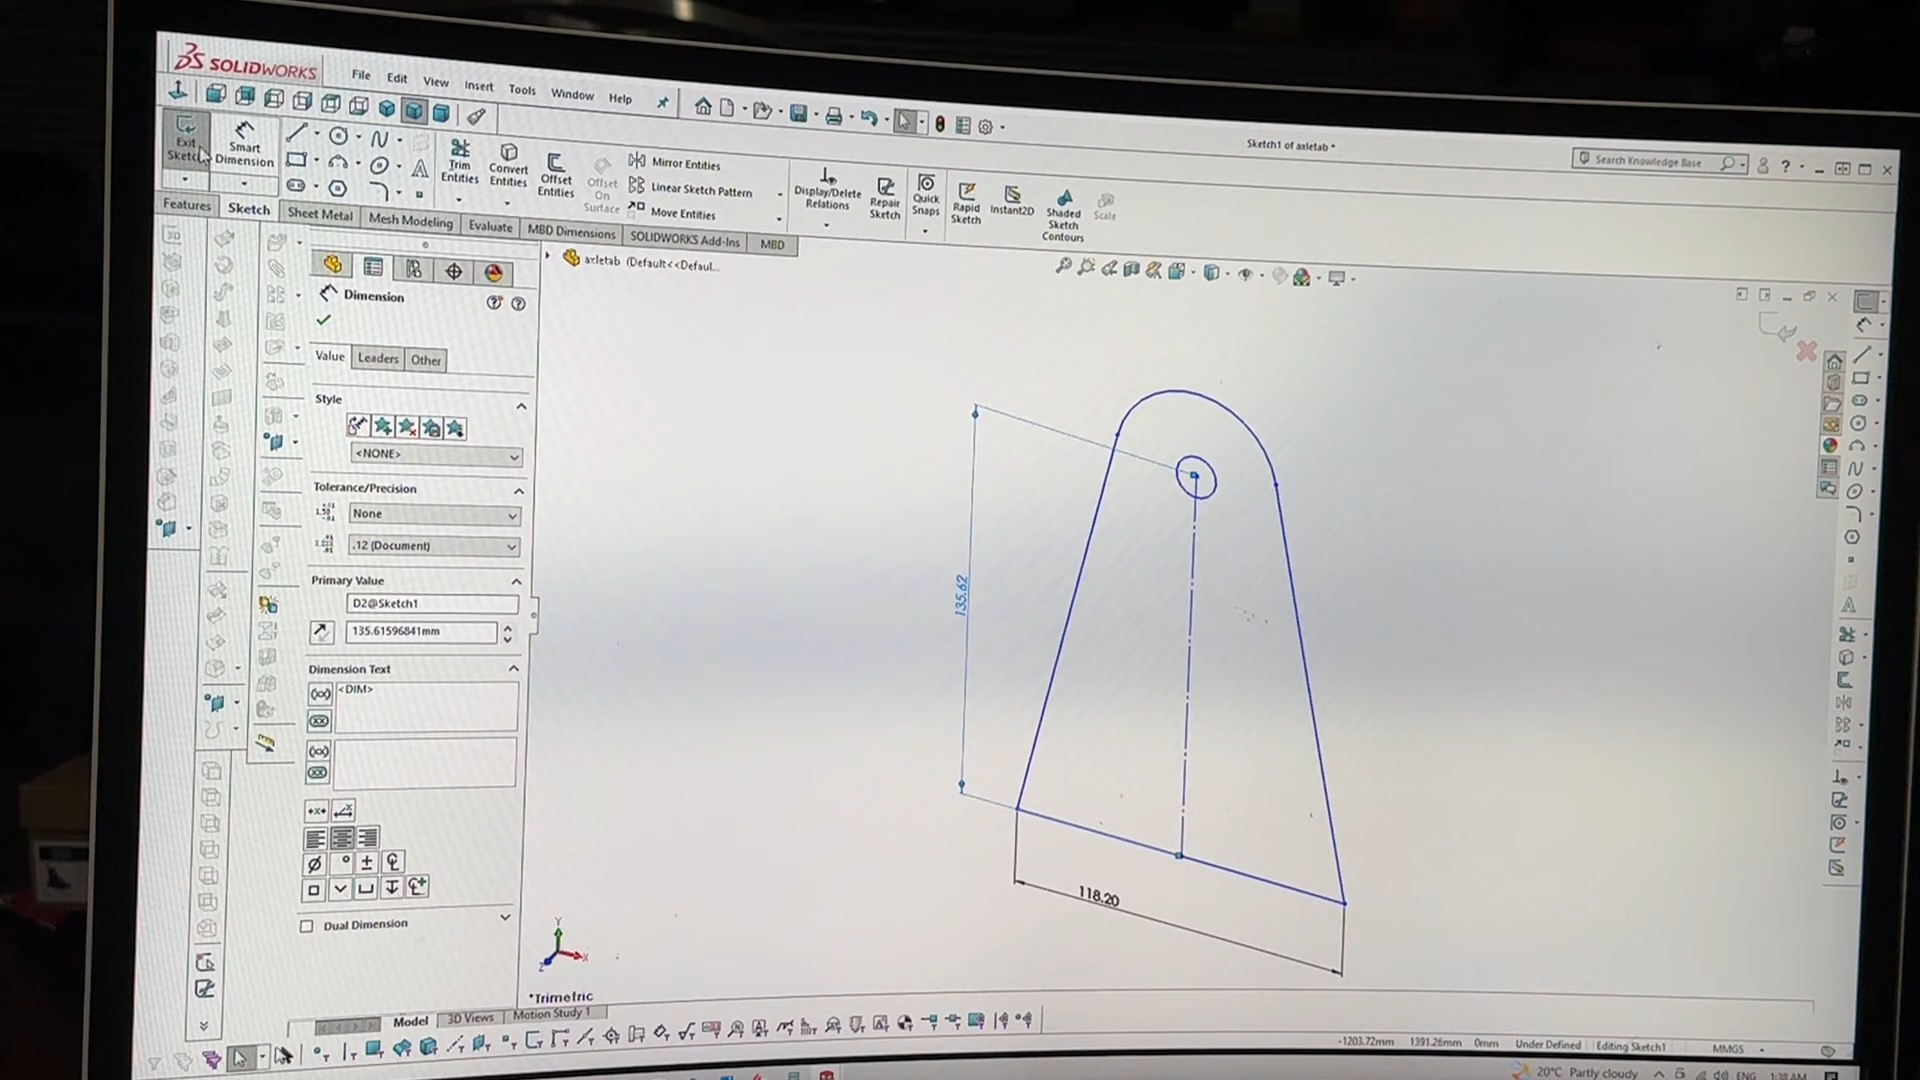 SOLIDWORKS
File Edit View Insert Tools Window Help
Sketch1 of axletab *
Search Knowledge Base
Exit Sketch
Smart Dimension
Trim Entities
Convert Entities
Offset Entities
Offset On Surface
Mirror Entities
Linear Sketch Pattern
Move Entities
Display/Delete Relations
Repair Sketch
Quick Snaps
Rapid Sketch
Instant2D
Shaded Sketch Contours
Scale
Features Sketch Sheet Metal Mesh Modeling Evaluate MBD Dimensions SOLIDWORKS Add-Ins MBD
axletab (Default<<Defaul...
Dimension
Value Leaders Other
Style
<NONE>
Tolerance/Precision
None
.12 (Document)
Primary Value
D2@Sketch1
135.61596841mm
Dimension Text
<DIM>
Dual Dimension
135.62
118.20
Y
X
Z
*Trimetric
Model 3D Views Motion Study 1
-1203.72mm 1391.26mm 0mm Under Defined Editing Sketch1 MMGS
20°C Partly cloudy ENG 1:38 AM